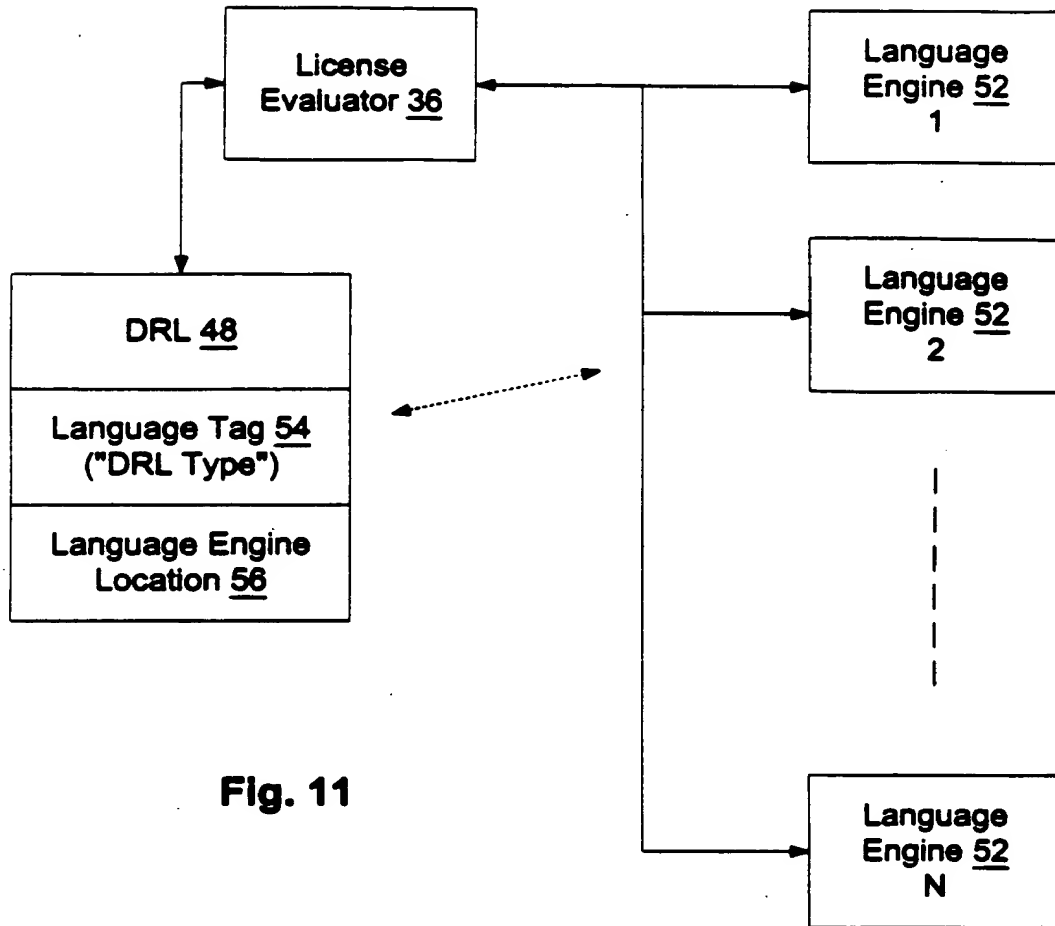 License
Evaluator 36
Language
Engine 52
1
Language
Engine 52
2
DRL 48
Language Tag 54
("DRL Type")
Language Engine
Location 56
Fig. 11
Language
Engine 52
N